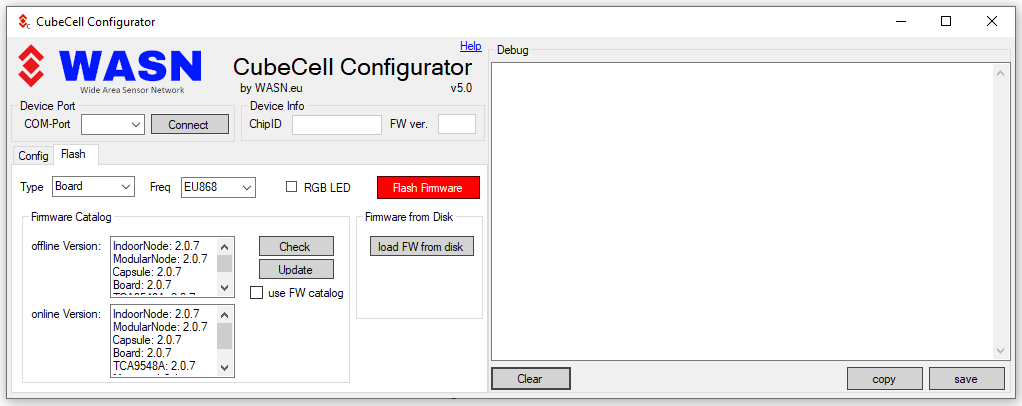 CubeCell Configurator
WASN
Wide Area Sensor Network
Help
CubeCell Configurator
by WASN.eu
v5.0
Device Port
COM-Port
Connect
Device Info
ChipID
FW ver.
Config
Flash
Type
Board
Freq
EU868
RGB LED
Flash Firmware
Firmware Catalog
offline Version:
IndoorNode: 2.0.7
ModularNode: 2.0.7
Capsule: 2.0.7
Board: 2.0.7
TCA9548A: 2.0.7
Check
Update
use FW catalog
online Version:
IndoorNode: 2.0.7
ModularNode: 2.0.7
Capsule: 2.0.7
Board: 2.0.7
TCA9548A: 2.0.7
Firmware from Disk
load FW from disk
Debug
Clear
copy
save